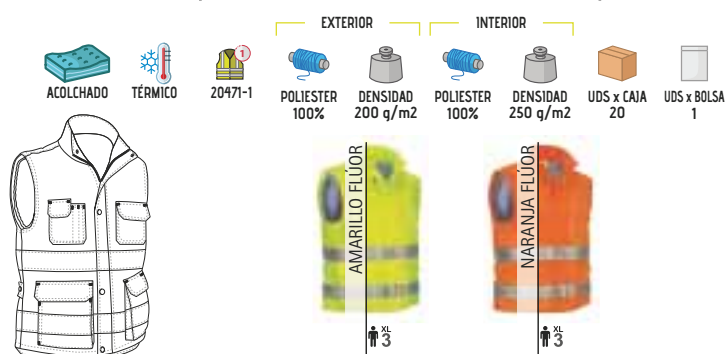 EXTERIOR
INTERIOR
1
ACOLCHADO
TÉRMICO
20471-1
POLIESTER
100%
DENSIDAD
200 g/m2
POLIESTER
100%
DENSIDAD
250 g/m2
UDS x CAJA
20
UDS x BOLSA
1
AMARILLO FLÚOR
NARANJA FLÚOR
XL
3
XL
3